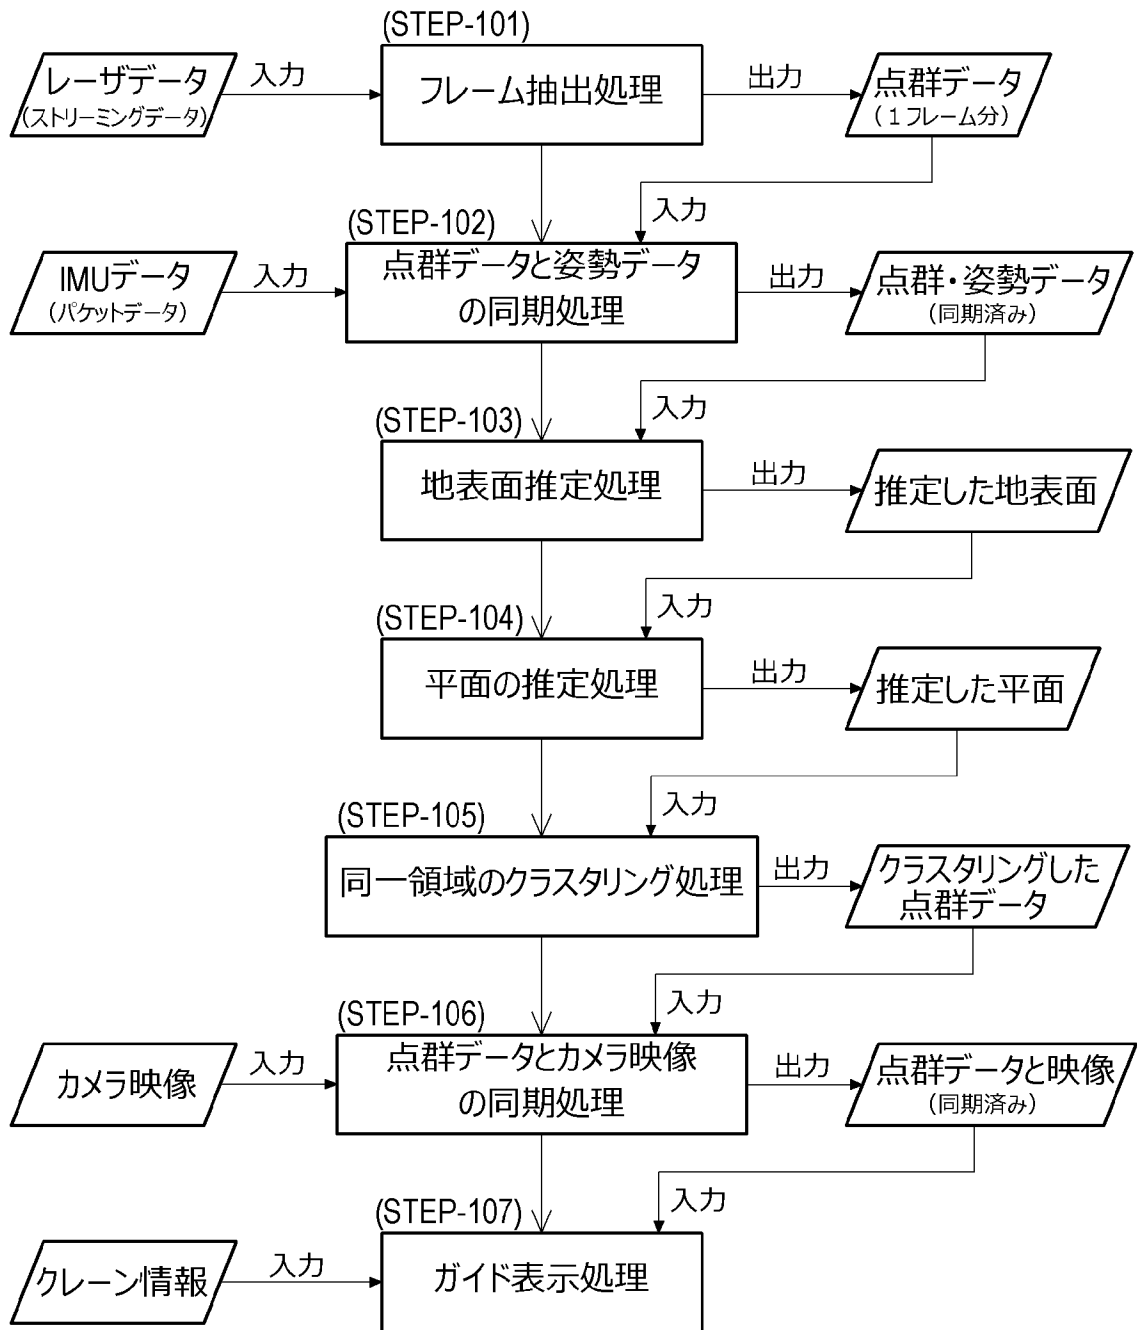 (STEP-101)
レーザデータ
(ストリーミングデータ)
入力
フレーム抽出処理
出力
点群データ
(1フレーム分)
入力
(STEP-102)
IMUデータ
(パケットデータ)
入力
点群データと姿勢データ
の同期処理
出力
点群・姿勢データ
(同期済み)
入力
(STEP-103)
地表面推定処理
出力
推定した地表面
入力
(STEP-104)
平面の推定処理
出力
推定した平面
入力
(STEP-105)
同一領域のクラスタリング処理
出力
クラスタリングした
点群データ
入力
(STEP-106)
カメラ映像
入力
点群データとカメラ映像
の同期処理
出力
点群データと映像
(同期済み)
入力
(STEP-107)
クレーン情報
入力
ガイド表示処理